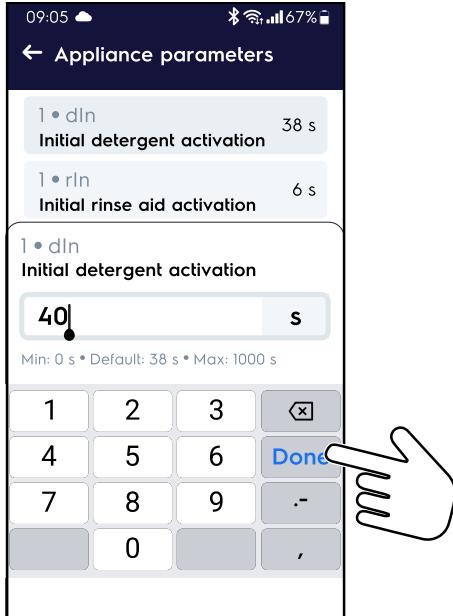 09:05 67%
← Appliance parameters
1 • dIn
Initial detergent activation
38 s
1 • rIn
Initial rinse aid activation
6 s
1 • dIn
Initial detergent activation
40 s
Min: 0 s • Default: 38 s • Max: 1000 s
1 2 3
4 5 6 Done
7 8 9 .-
0 ,